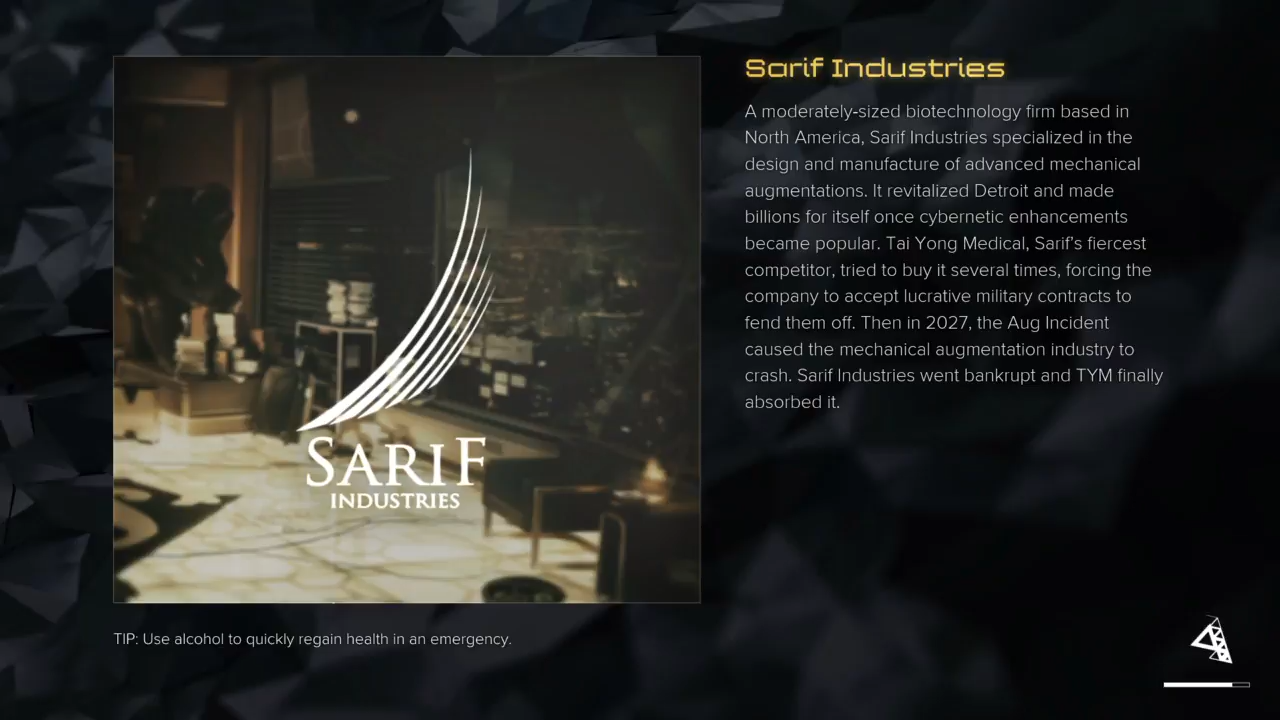 Sarif Industries
A moderately-sized biotechnology firm based in
North America, Sarif Industries specialized in the
design and manufacture of advanced mechanical
augmentations. It revitalized Detroit and made
billions for itself once cybernetic enhancements
became popular. Tai Yong Medical, Sarif's fiercest
competitor, tried to buy it several times, forcing the
company to accept lucrative military contracts to
fend them off. Then in 2027, the Aug Incident
caused the mechanical augmentation industry to
crash. Sarif Industries went bankrupt and TYM finally
absorbed it.
SARIF
INDUSTRIES
TIP: Use alcohol to quickly regain health in an emergency.